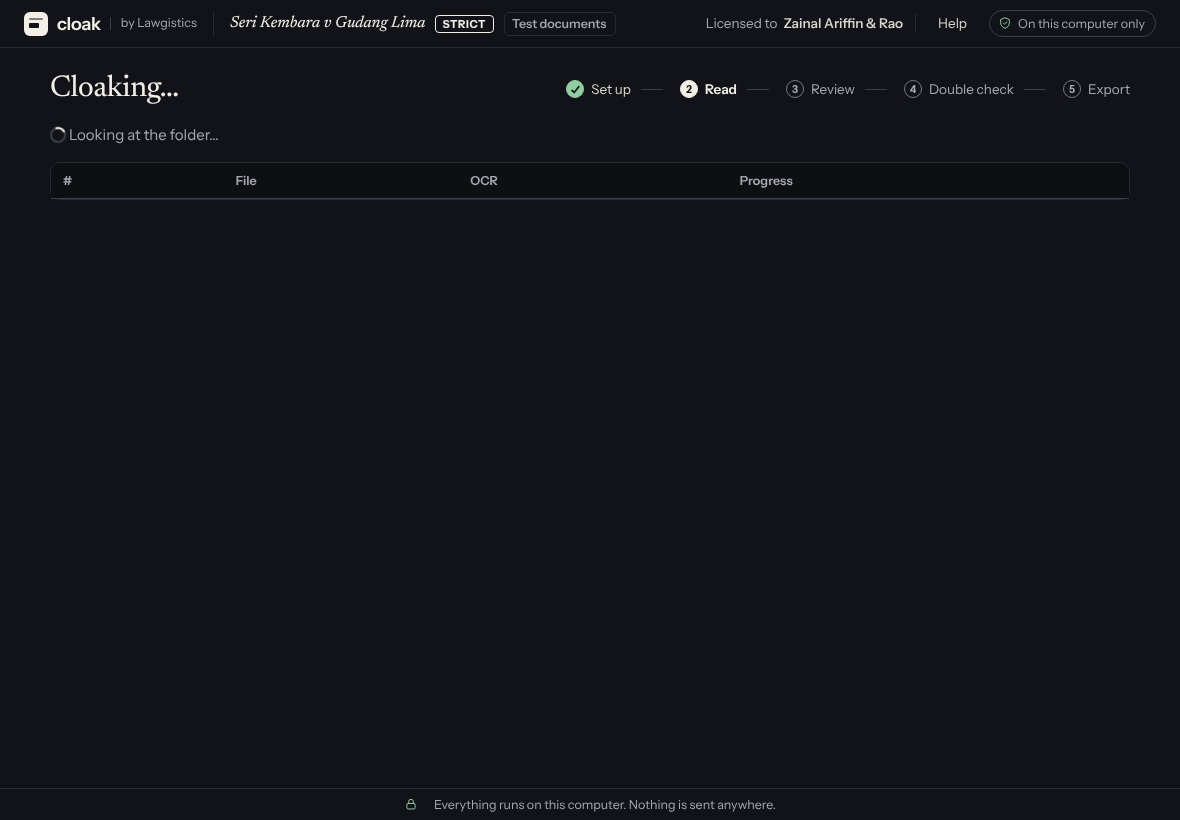 cloak by Lawgistics Seri Kembara v Gudang Lima STRICT Test documents Licensed to Zainal Ariffin & Rao Help On this computer only
Cloaking... Set up 2 Read 3 Review 4 Double check 5 Export
Looking at the folder...
# File OCR Progress
Everything runs on this computer. Nothing is sent anywhere.